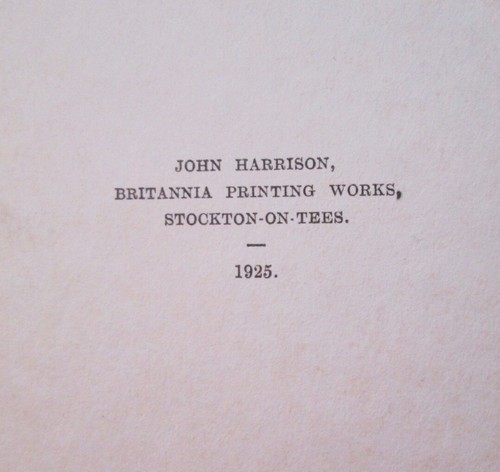 JOHN HARRISON,
BRITANNIA PRINTING WORKS,
STOCKTON-ON-TEES.
—
1925.